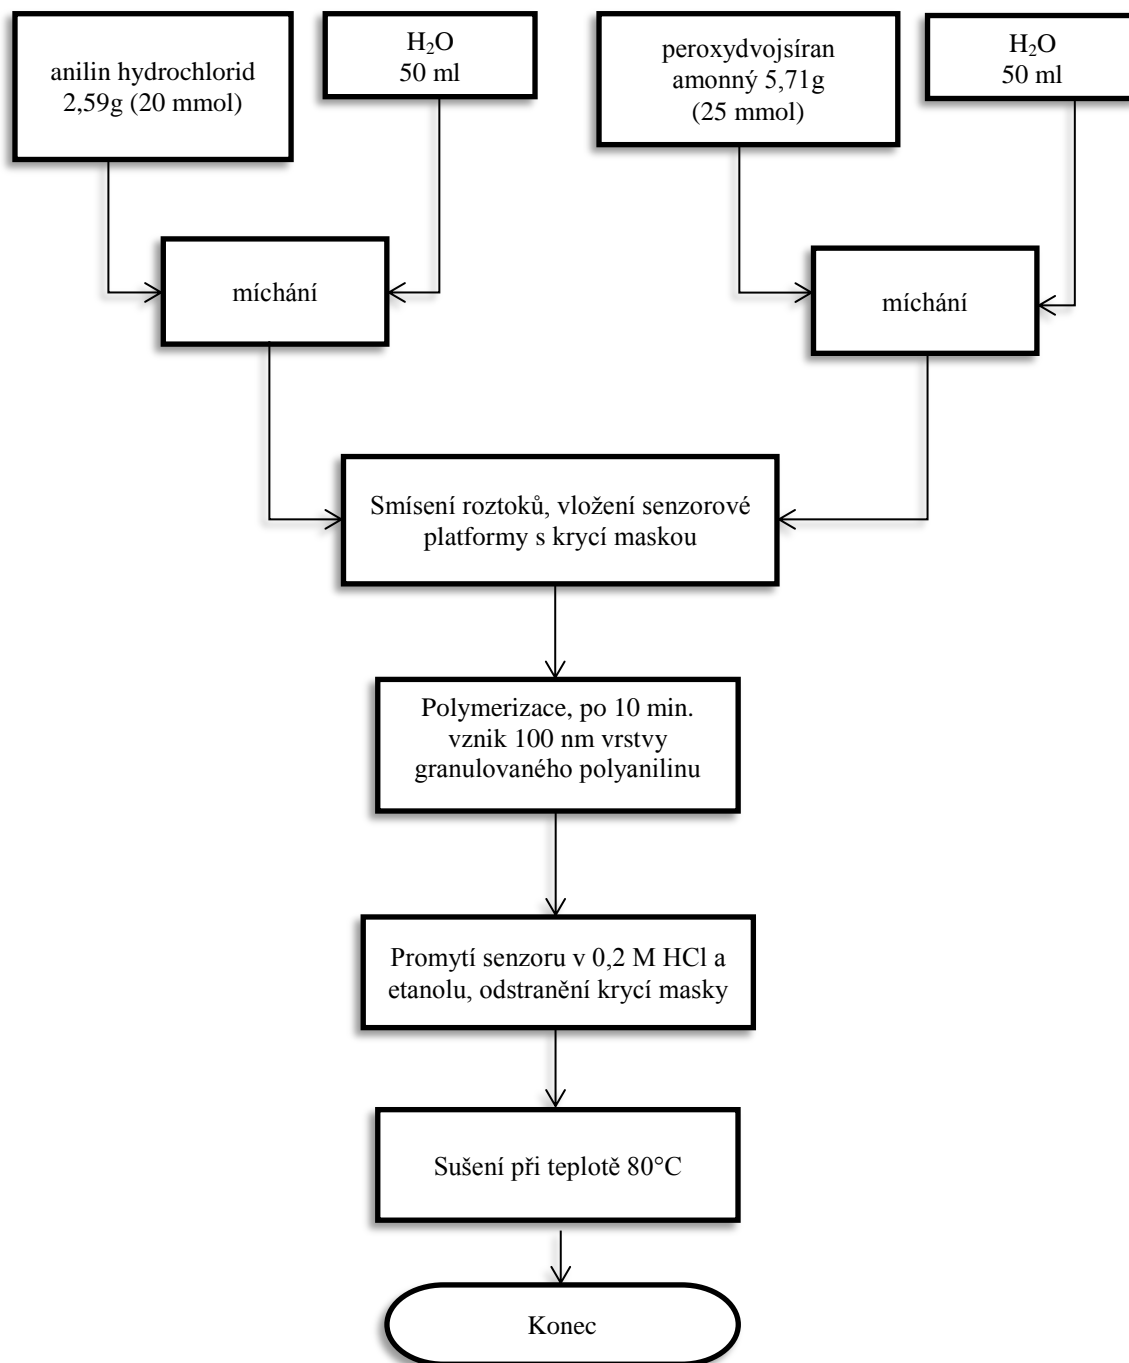 anilin hydrochlorid
2,59g (20 mmol)
H₂O
50 ml
peroxydvojsíran
amonný 5,71g
(25 mmol)
H₂O
50 ml
míchání
míchání
Smísení roztoků, vložení senzorové
platformy s krycí maskou
Polymerizace, po 10 min.
vznik 100 nm vrstvy
granulovaného polyanilinu
Promytí senzoru v 0,2 M HCl a
etanolu, odstranění krycí masky
Sušení při teplotě 80°C
Konec